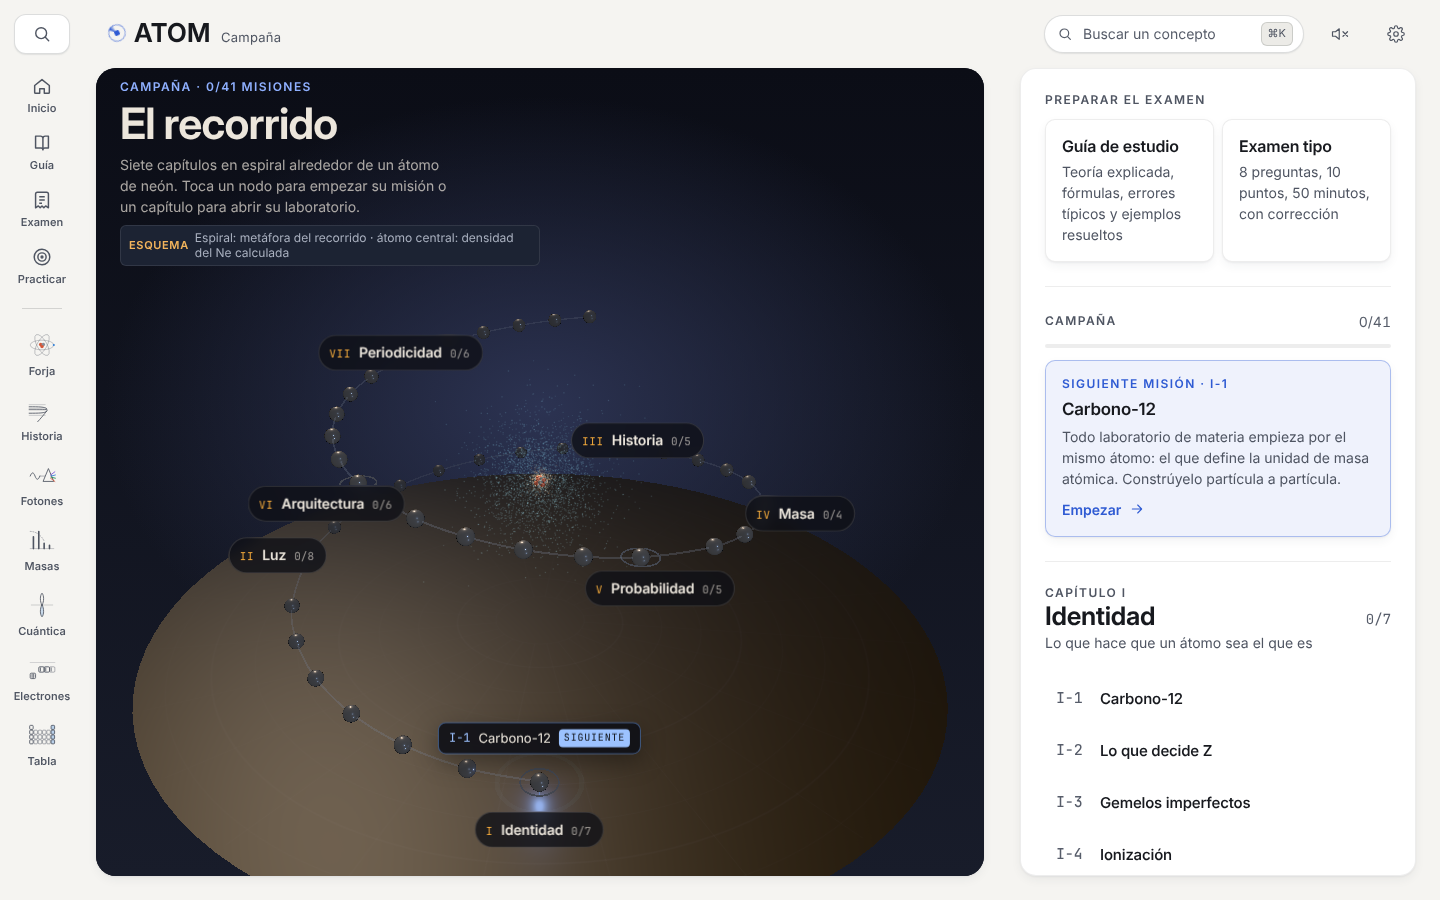 ATOM Campaña
Buscar un concepto ⌘K
Inicio
Guía
Examen
Practicar
Forja
Historia
Fotones
Masas
Cuántica
Electrones
Tabla
CAMPAÑA · 0/41 MISIONES
El recorrido
Siete capítulos en espiral alrededor de un átomo
de neón. Toca un nodo para empezar su misión o
un capítulo para abrir su laboratorio.
ESQUEMA Espiral: metáfora del recorrido · átomo central: densidad
del Ne calculada
VII Periodicidad 0/6
III Historia 0/5
VI Arquitectura 0/6
IV Masa 0/4
II Luz 0/8
V Probabilidad 0/5
I-1 Carbono-12 SIGUIENTE
I Identidad 0/7
PREPARAR EL EXAMEN
Guía de estudio
Teoría explicada,
fórmulas, errores
típicos y ejemplos
resueltos
Examen tipo
8 preguntas, 10
puntos, 50 minutos,
con corrección
CAMPAÑA 0/41
SIGUIENTE MISIÓN · I-1
Carbono-12
Todo laboratorio de materia empieza por el
mismo átomo: el que define la unidad de masa
atómica. Constrúyelo partícula a partícula.
Empezar →
CAPÍTULO I
Identidad 0/7
Lo que hace que un átomo sea el que es
I-1 Carbono-12
I-2 Lo que decide Z
I-3 Gemelos imperfectos
I-4 Ionización